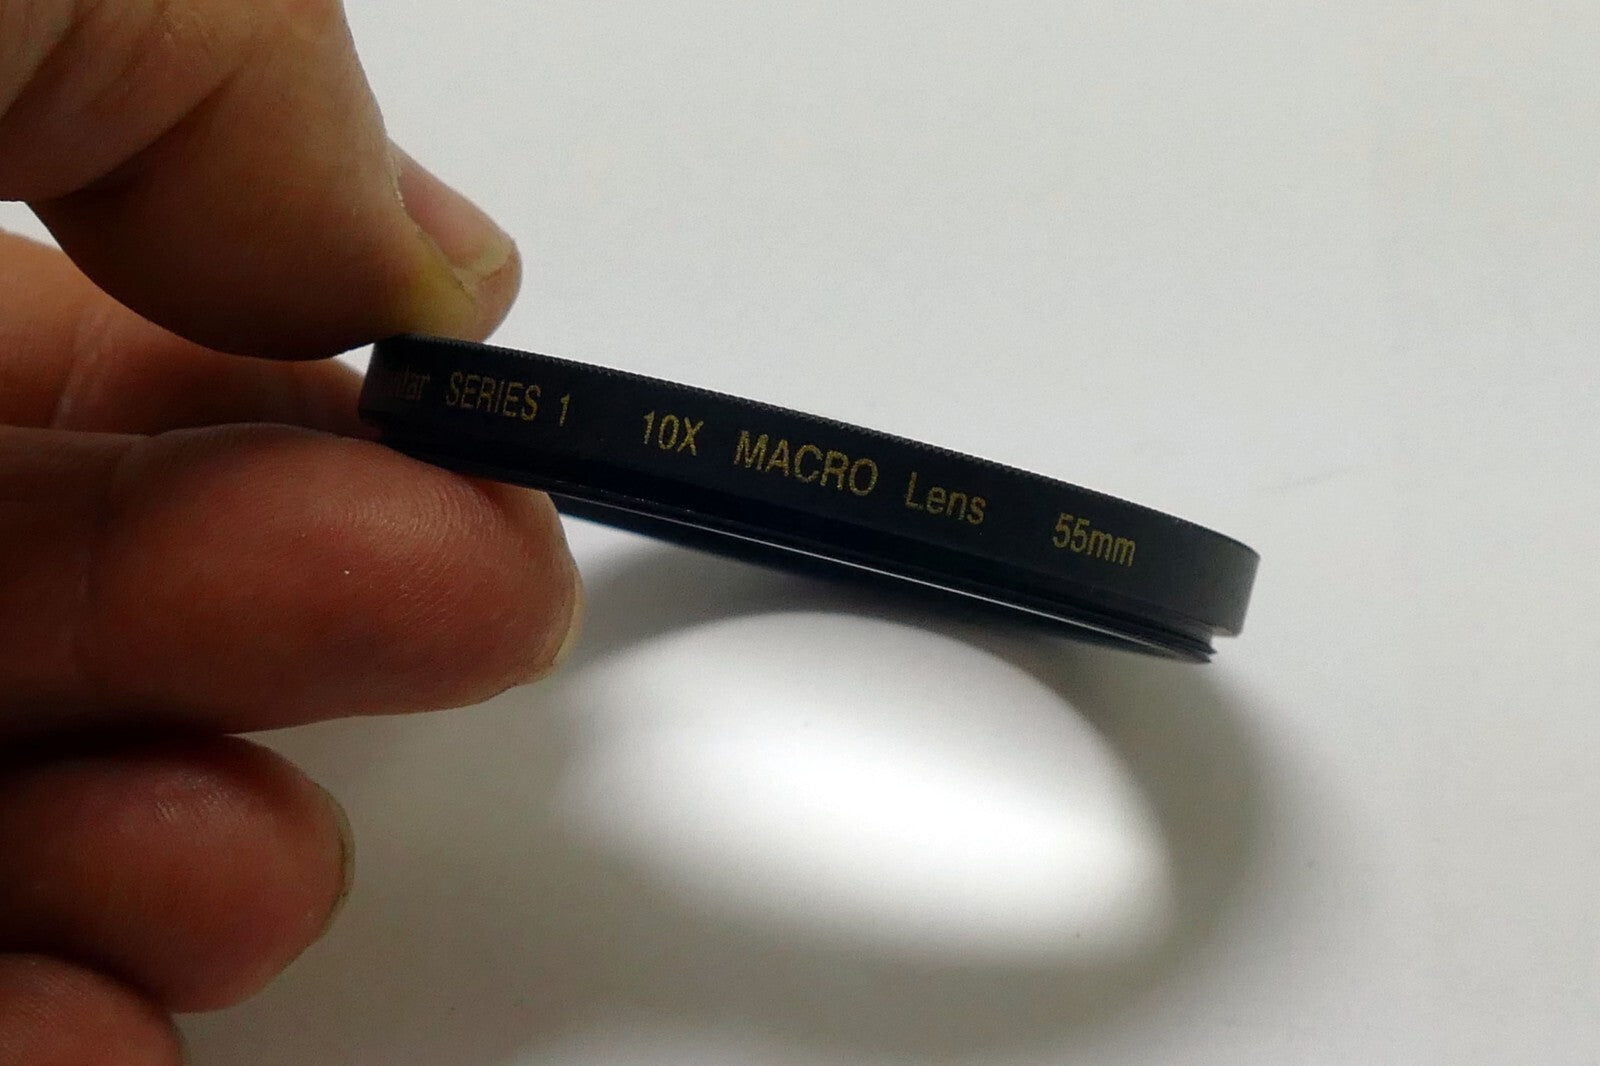 SERIES 1 10X MACRO Lens 55mm